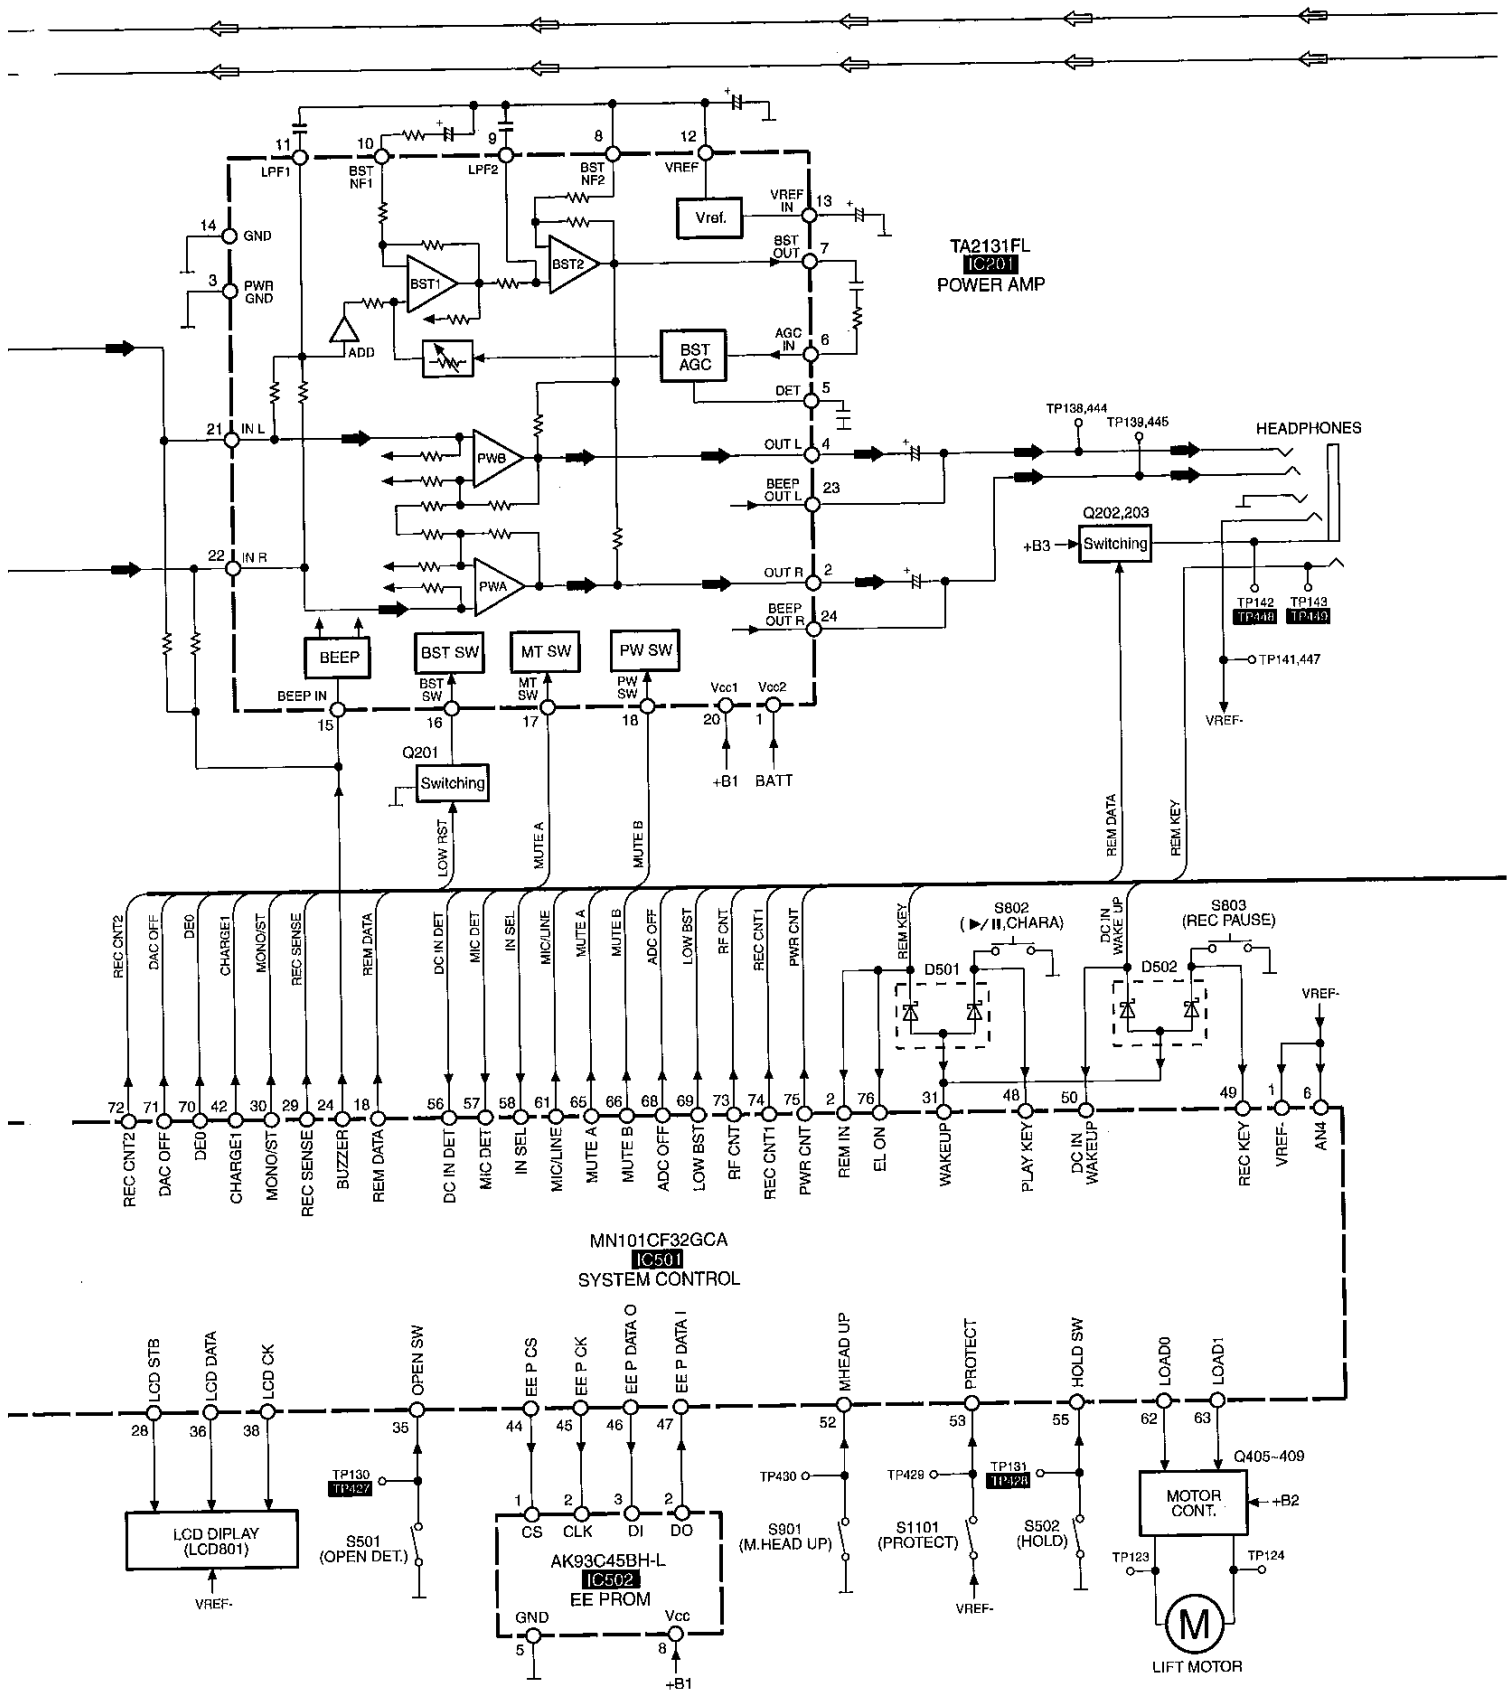 11
10
9
8
12
LPF1
BST
NF1
LPF2
BST
NF2
VREF
14
GND
3
PWR
GND
Vref.
VREF
IN
13
BST
OUT
7
BST1
BST2
ADD
BST
AGC
AGC
IN
6
DET
5
TA2131FL
IC201
POWER AMP
21
IN L
PWB
OUT L
4
BEEP
OUT L
23
22
IN R
PWA
OUT R
2
BEEP
OUT R
24
TP138,444
TP139,445
HEADPHONES
Q202,203
+B3
Switching
TP142
TP448
TP143
TP449
TP141,447
VREF-
BEEP
BST SW
MT SW
PW SW
BEEP IN
BST
SW
MT
SW
PW
SW
Vcc1
Vcc2
15
16
17
18
20
1
+B1
BATT
Q201
Switching
LOW RST
MUTE A
MUTE B
REM DATA
REM KEY
REC CNT2
DAC OFF
DE0
CHARGE1
MONO/ST
REC SENSE
REM DATA
DC IN DET
MIC DET
IN SEL
MIC/LINE
MUTE A
MUTE B
ADC OFF
LOW BST
RF CNT
REC CNT1
PWR CNT
REM KEY
DC IN
WAKE UP
S802
(►/II,CHARA)
S803
(REC PAUSE)
D501
D502
VREF-
72
71
70
42
30
29
24
18
56
57
58
61
65
66
68
69
73
74
75
2
76
31
48
50
49
1
6
REC CNT2
DAC OFF
DE0
CHARGE1
MONO/ST
REC SENSE
BUZZER
REM DATA
DC IN DET
MIC DET
IN SEL
MIC/LINE
MUTE A
MUTE B
ADC OFF
LOW BST
RF CNT
REC CNT1
PWR CNT
REM IN
EL ON
WAKEUP
PLAY KEY
DC IN
WAKEUP
REC KEY
VREF-
AN4
MN101CF32GCA
IC501
SYSTEM CONTROL
LCD STB
LCD DATA
LCD CK
OPEN SW
EE P CS
EE P CK
EE P DATA O
EE P DATA I
MHEAD UP
PROTECT
HOLD SW
LOAD0
LOAD1
28
36
38
35
44
45
46
47
52
53
55
62
63
TP130
TP427
TP430
TP429
TP131
TP428
Q405~409
MOTOR
CONT.
+B2
LCD DIPLAY
(LCD801)
VREF-
S501
(OPEN DET.)
1
2
3
2
CS
CLK
DI
DO
AK93C45BH-L
IC502
EE PROM
GND
Vcc
5
8
+B1
S901
(M.HEAD UP)
S1101
(PROTECT)
VREF-
S502
(HOLD)
TP123
TP124
M
LIFT MOTOR